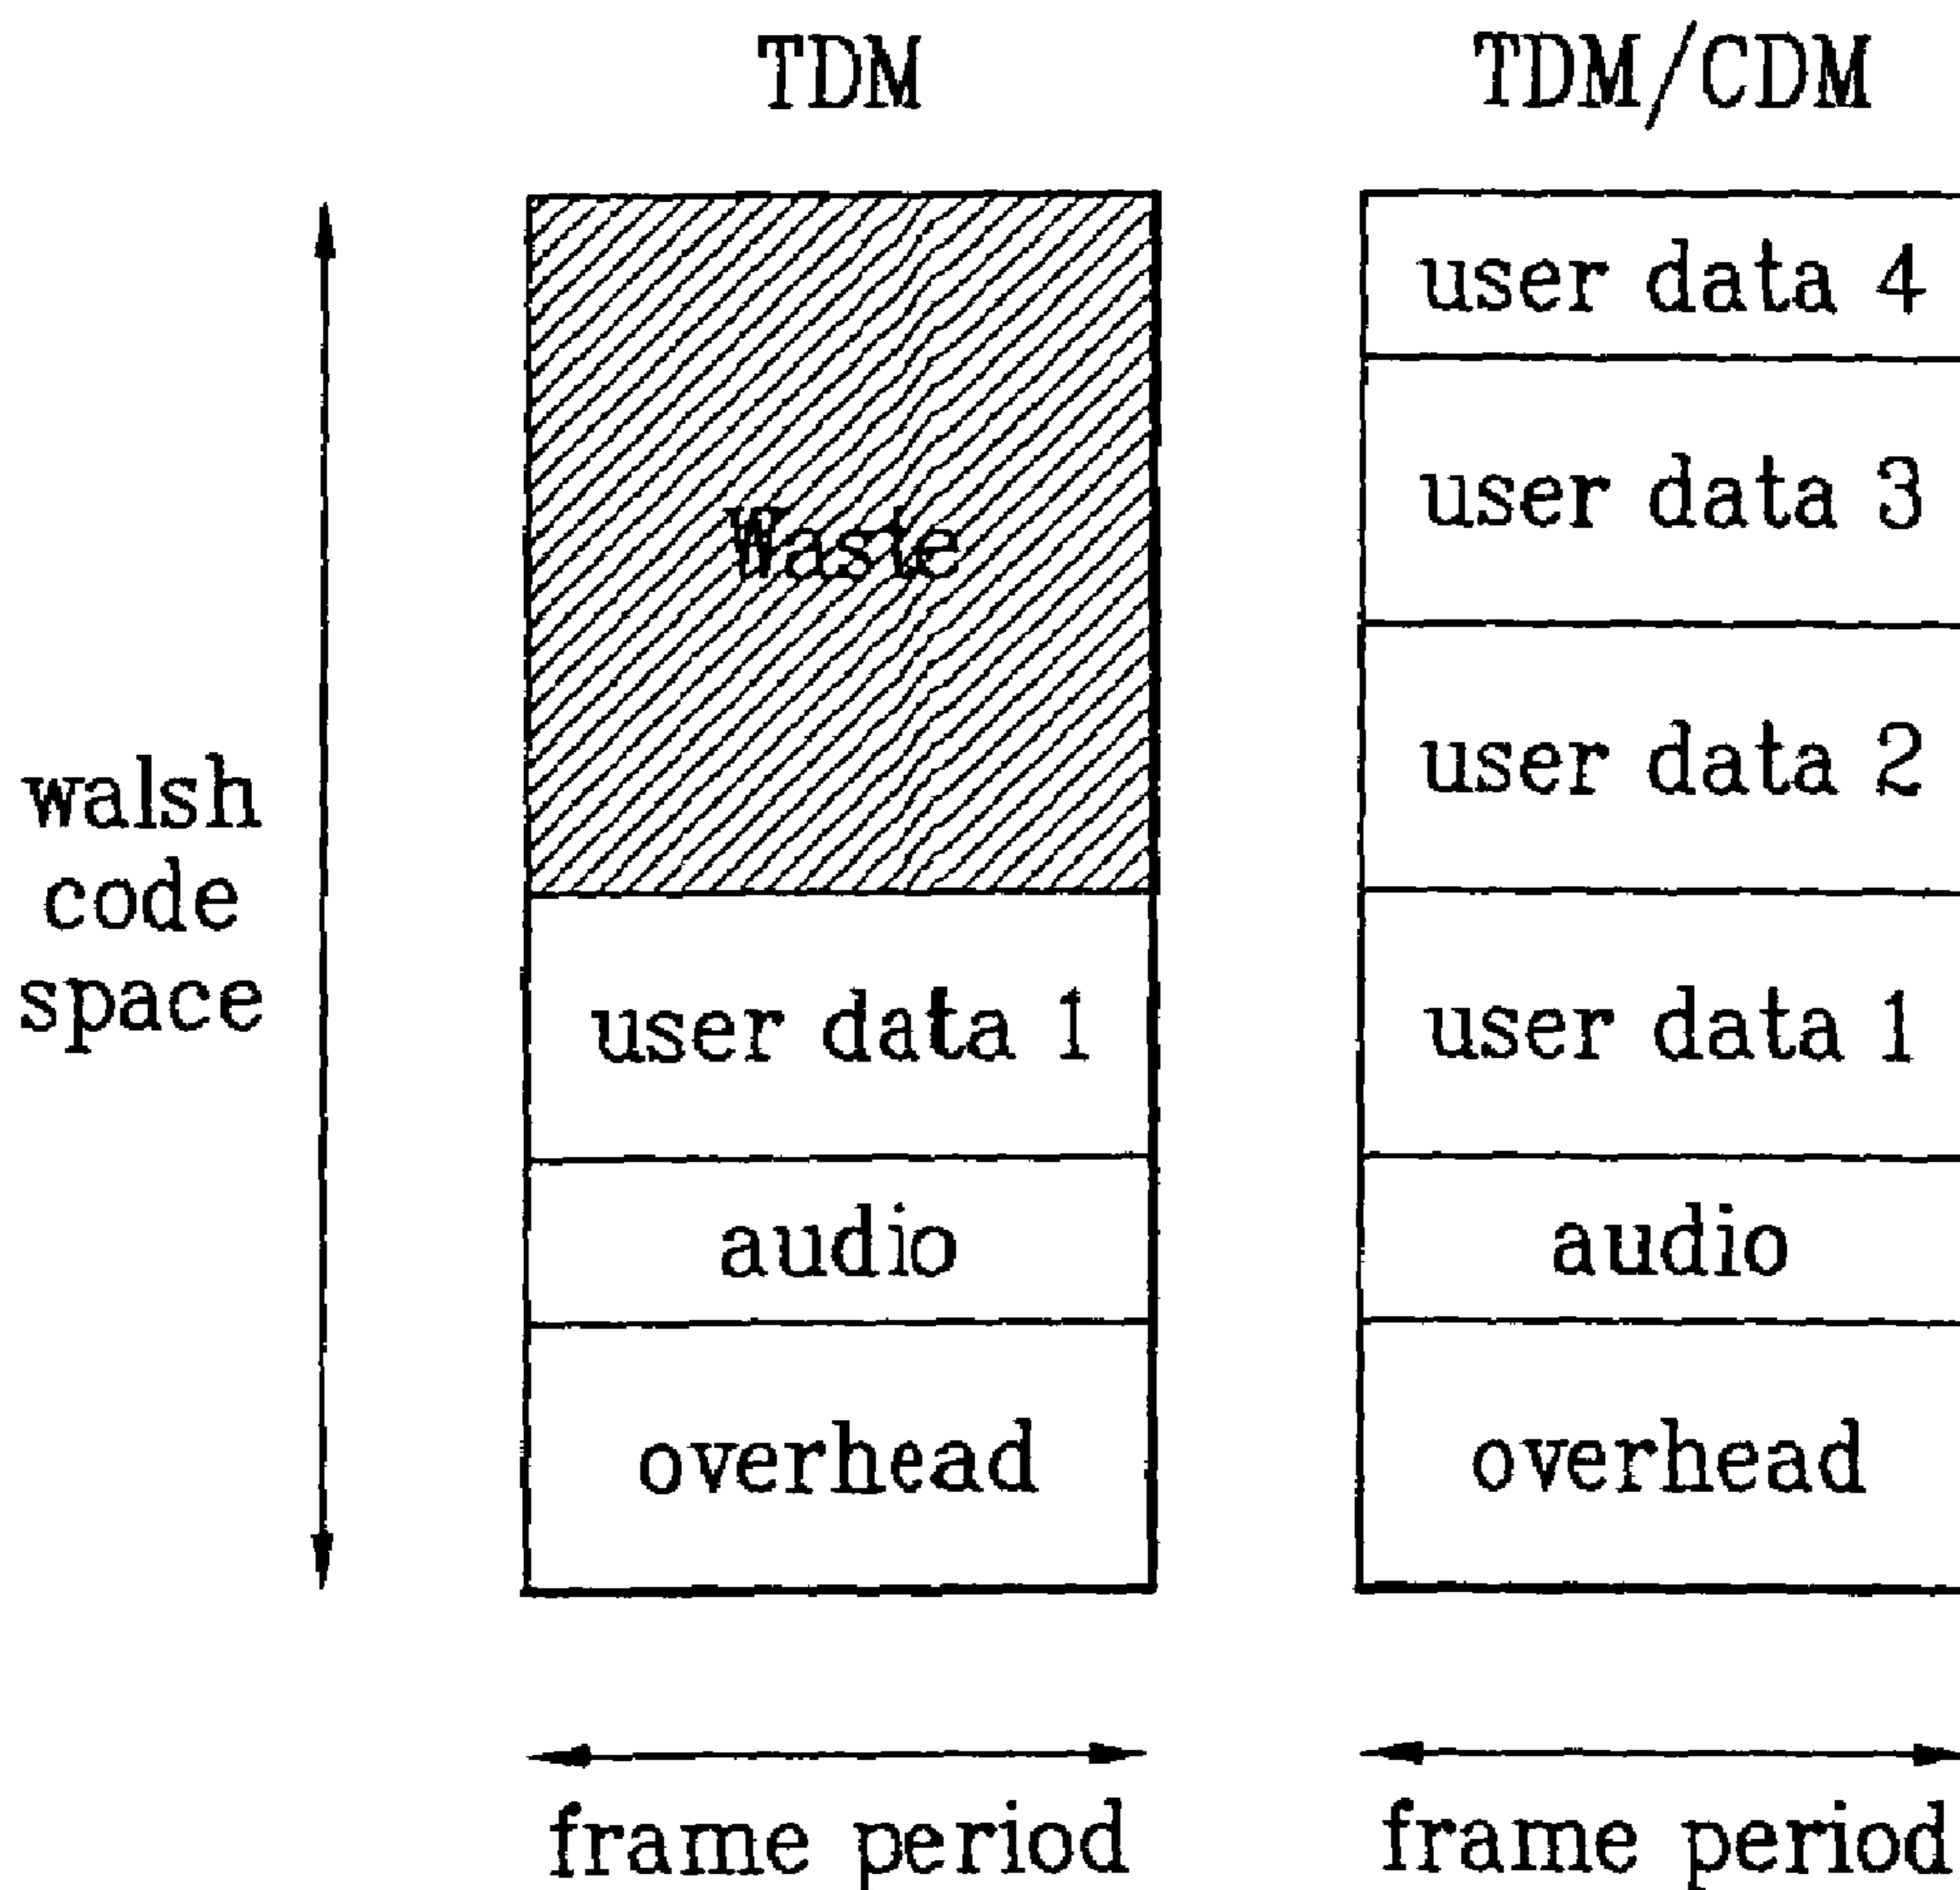 TDM
TDM/CDM
walsh
code
space
Waste
user data 1
audio
overhead
user data 4
user data 3
user data 2
user data 1
audio
overhead
frame period
frame period